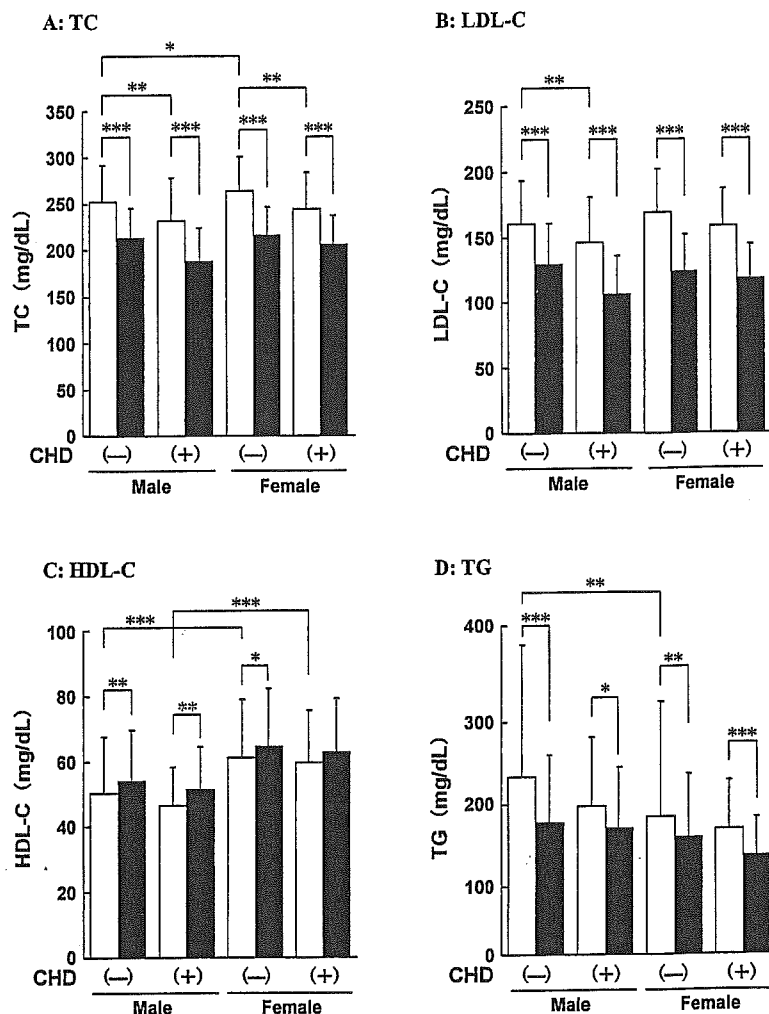 A: TC
*
**
**
*** *** *** ***
350
300
250
200
150
100
50
0
TC (mg/dL)
CHD (—) (+) (—) (+)
Male Female
B: LDL-C
**
*** *** *** ***
250
200
150
100
50
0
LDL-C (mg/dL)
CHD (—) (+) (—) (+)
Male Female
C: HDL-C
***
***
*
** **
100
80
60
40
20
0
HDL-C (mg/dL)
CHD (—) (+) (—) (+)
Male Female
D: TG
**
***
**
*
***
400
300
200
100
0
TG (mg/dL)
CHD (—) (+) (—) (+)
Male Female